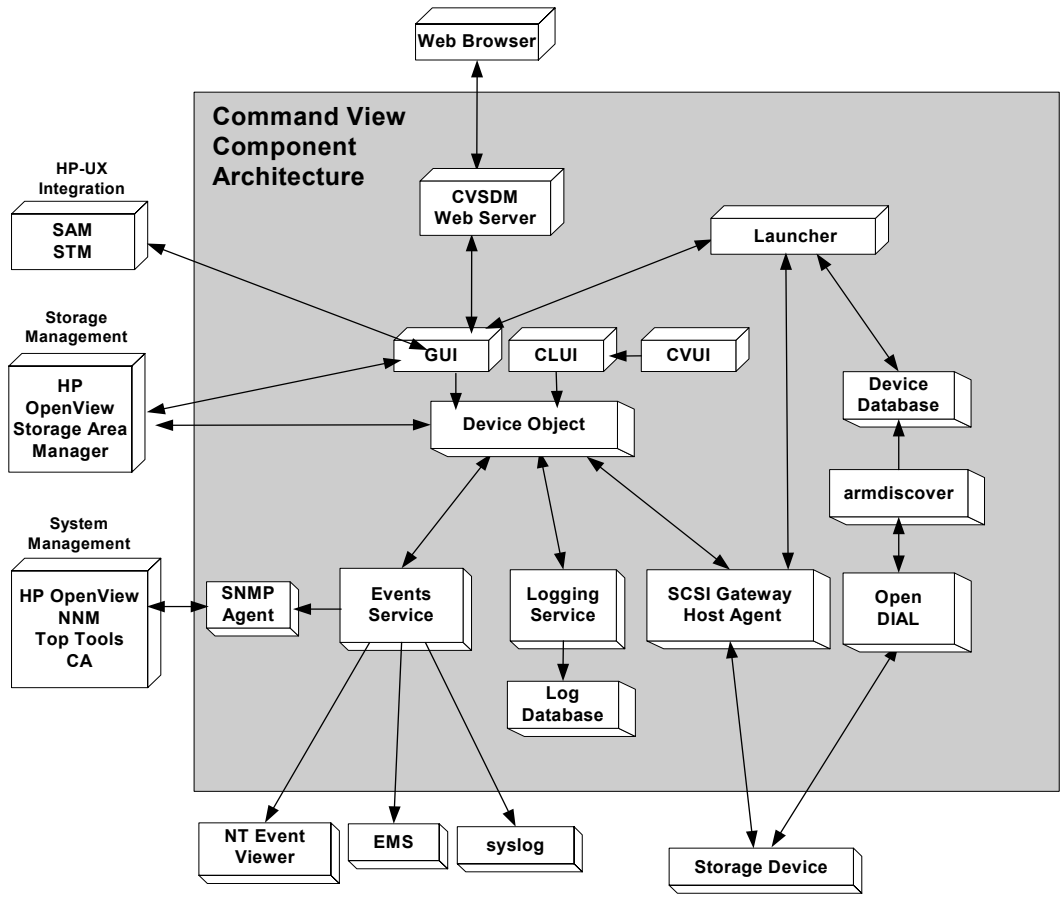 Web Browser
Command View
Component
Architecture
HP-UX
Integration
SAM
STM
CVSDM
Web Server
Launcher
Storage
Management
HP
OpenView
Storage Area
Manager
GUI
CLUI
CVUI
Device
Database
Device Object
armdiscover
System
Management
HP OpenView
NNM
Top Tools
CA
SNMP
Agent
Events
Service
Logging
Service
SCSI Gateway
Host Agent
Open
DIAL
Log
Database
NT Event
Viewer
EMS
syslog
Storage Device